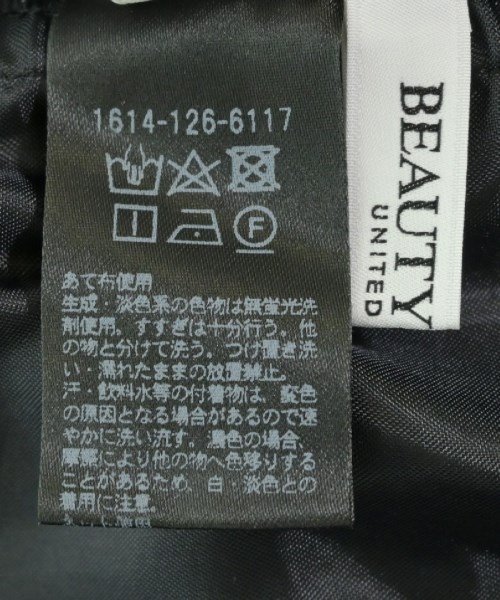 1614-126-6117
F
あて布使用
生成・淡色系の色物は無蛍光洗
剤使用。すすぎは十分行う。他
の物と分けて洗う。つけ置き洗
い、濡れたままの放置禁止。
汗・飲料水等の付着物は、変色
の原因となる場合があるので速
やかに洗い流す。濃色の場合、
摩擦により他の物へ色移りする
ことがあるため、白・淡色との
着用に注意。
BEAUTY
UNITED